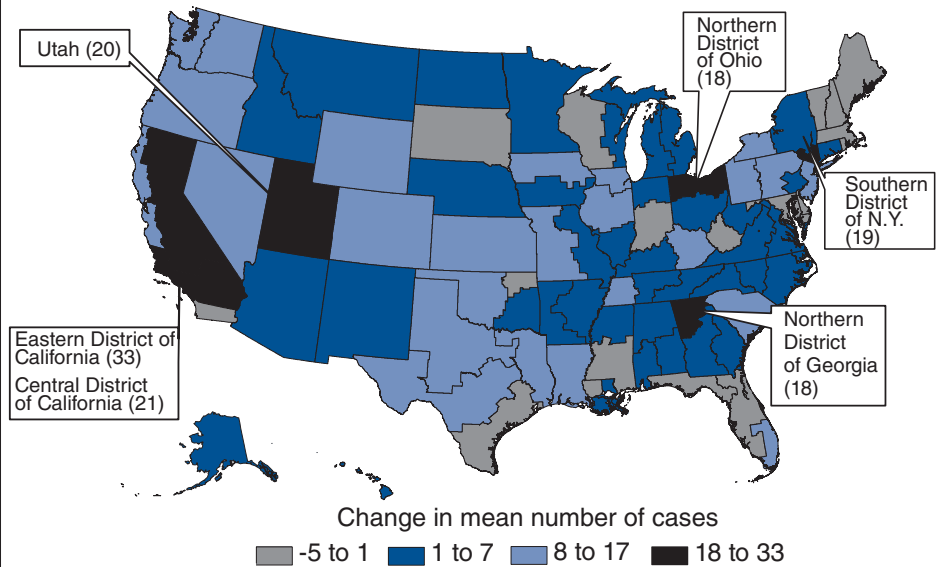 Utah (20)
Northern
District
of Ohio
(18)
Southern
District
of N.Y.
(19)
Eastern District of
California (33)
Central District
of California (21)
Northern
District
of Georgia
(18)
Change in mean number of cases
-5 to 1
1 to 7
8 to 17
18 to 33